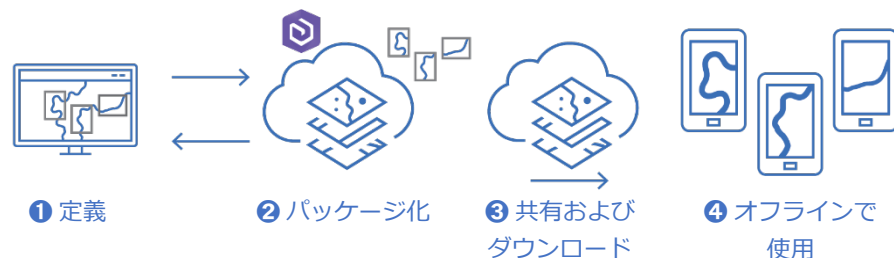 ❶ 定義
❷ パッケージ化
❸ 共有および
ダウンロード
❹ オフラインで
使用